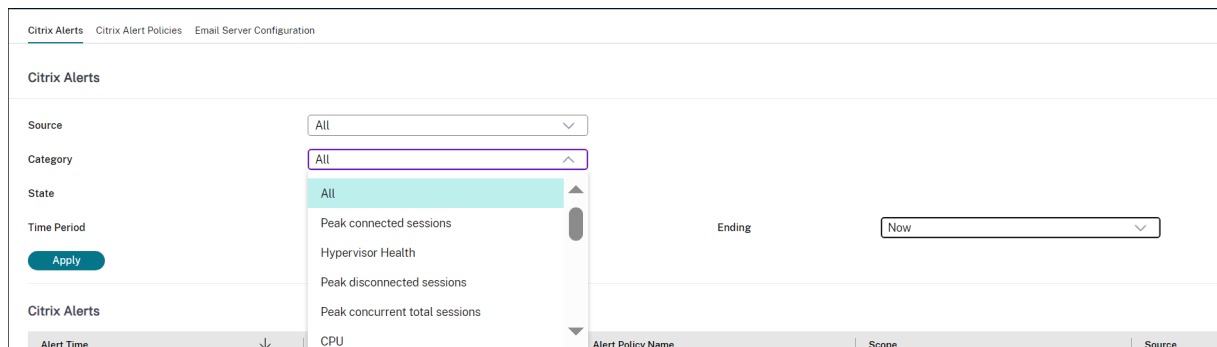 Citrix Alerts Citrix Alert Policies Email Server Configuration
Citrix Alerts
Source All
Category All
State All
Time Period Peak connected sessions Ending Now
Apply Hypervisor Health
Peak disconnected sessions
Citrix Alerts Peak concurrent total sessions
CPU
Alert Time Alert Policy Name Scope Source